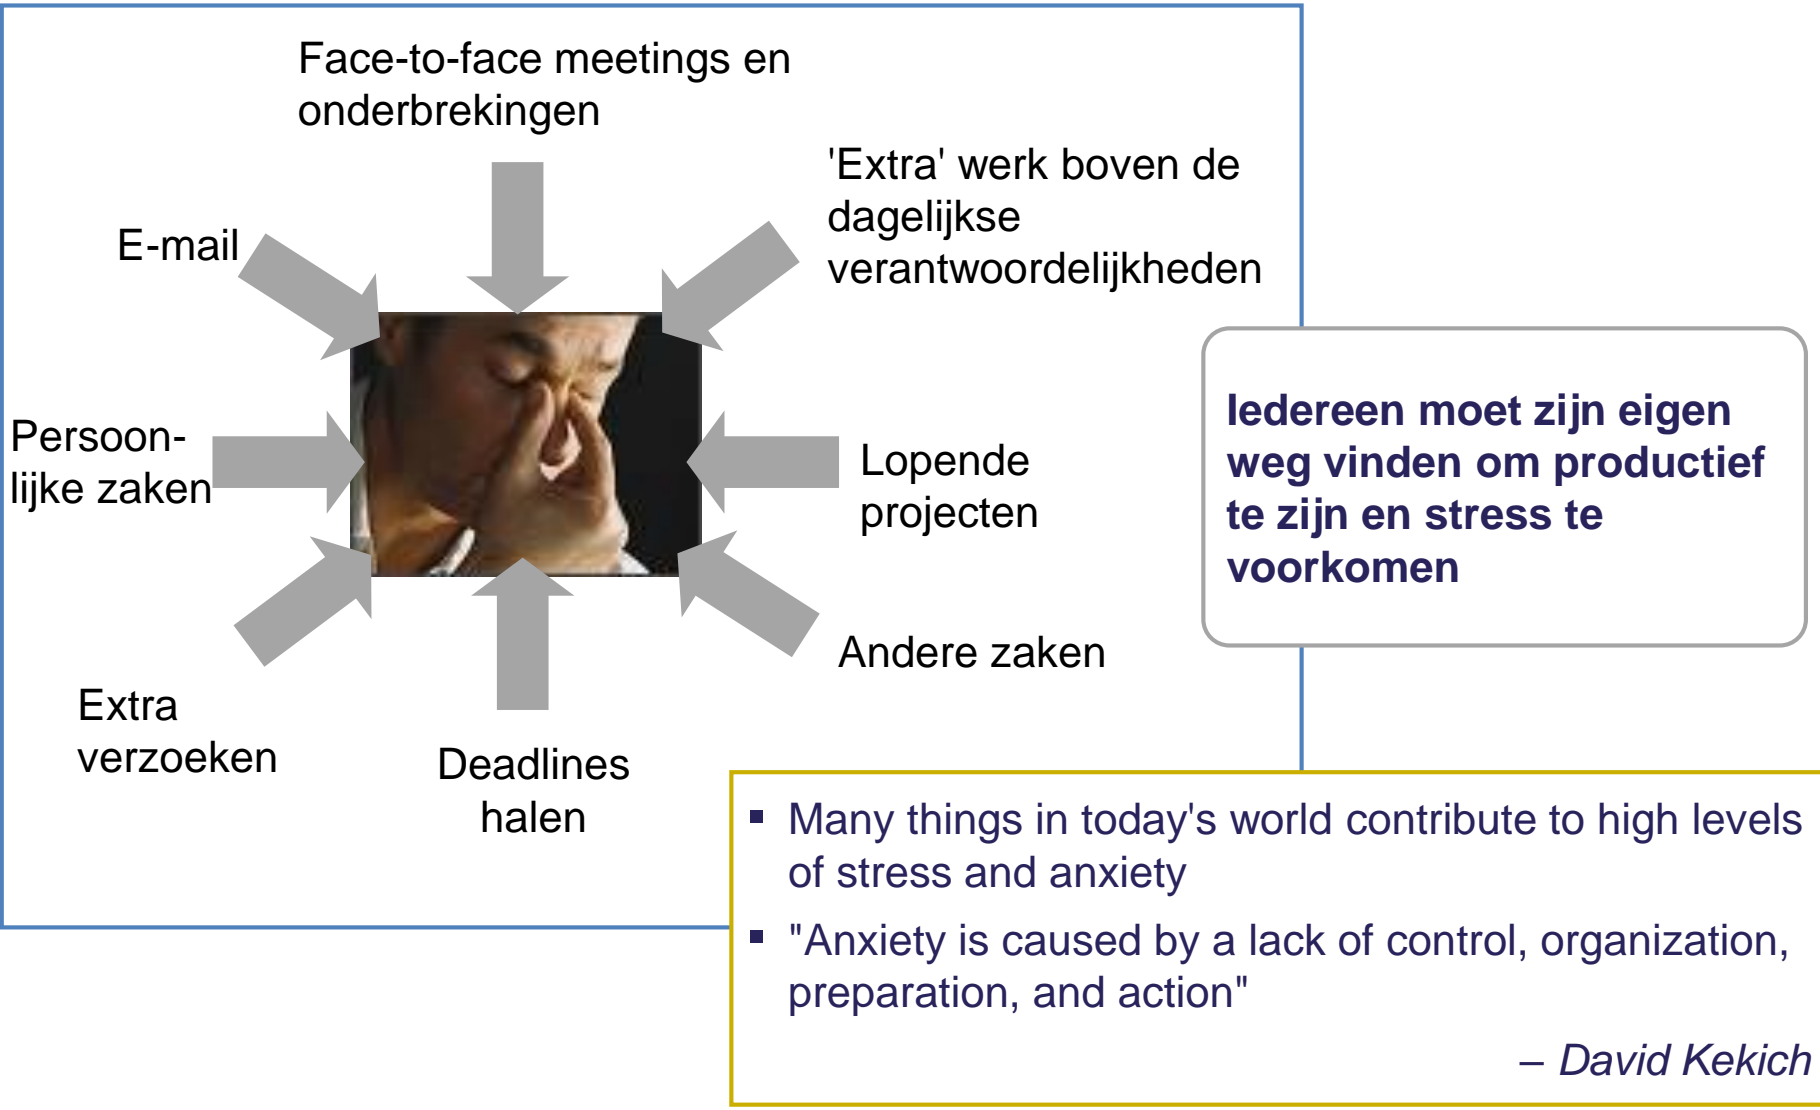 Face-to-face meetings en
onderbrekingen
'Extra' werk boven de
dagelijkse
verantwoordelijkheden
E-mail
Persoon-
lijke zaken
Lopende
projecten
Iedereen moet zijn eigen
weg vinden om productief
te zijn en stress te
voorkomen
Andere zaken
Extra
verzoeken
Deadlines
halen
▪ Many things in today's world contribute to high levels
of stress and anxiety
▪ "Anxiety is caused by a lack of control, organization,
preparation, and action"
– David Kekich